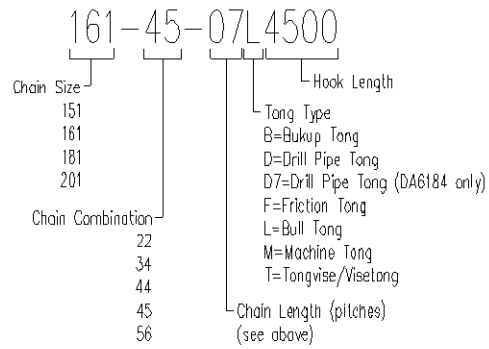 161-45-07L4500
Hook Length
Chain Size
151
161
181
201
Tong Type
B=Bukup Tong
D=Drill Pipe Tong
D7=Drill Pipe Tong (DA6184 only)
F=Friction Tong
L=Bull Tong
M=Machine Tong
T=Tongvise/Visetong
Chain Combination
22
34
44
45
56
Chain Length (pitches)
(see above)